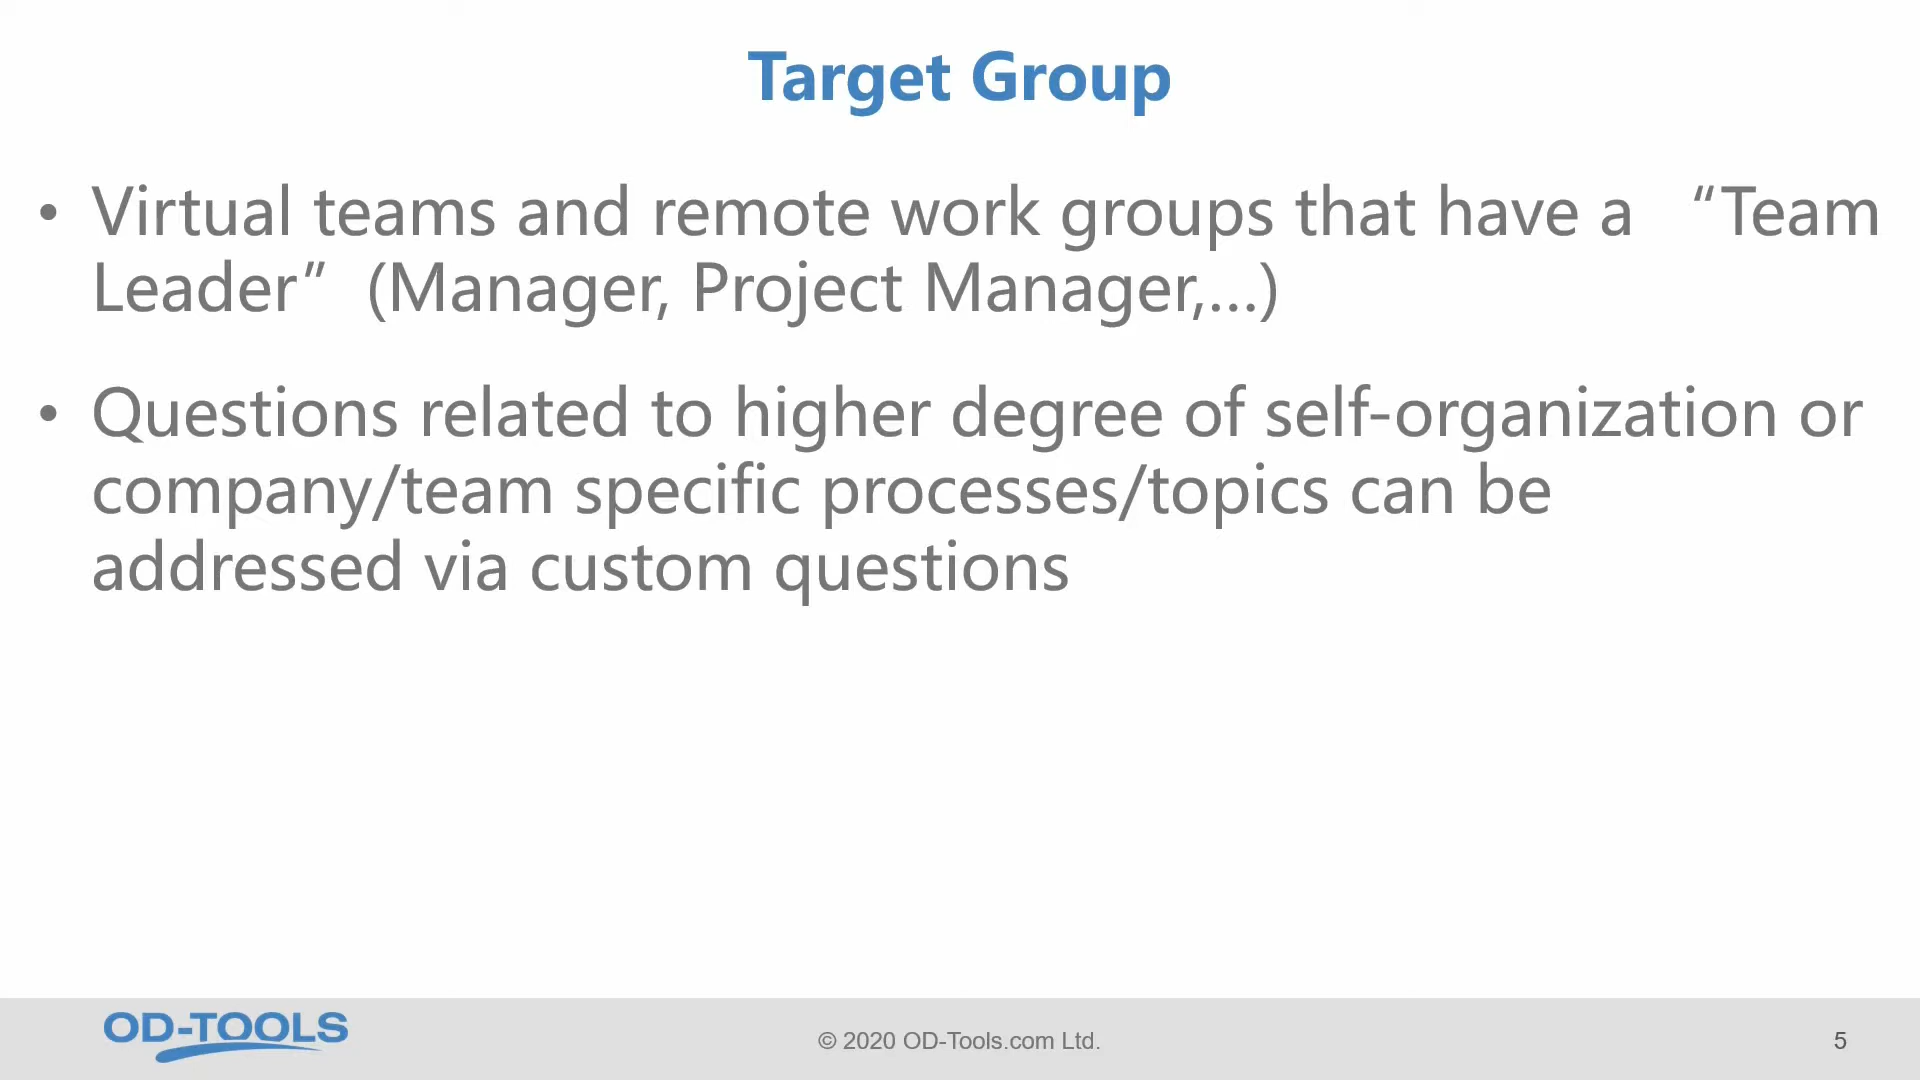 Target Group
• Virtual teams and remote work groups that have a “Team
Leader” (Manager, Project Manager,...)
• Questions related to higher degree of self-organization or
company/team specific processes/topics can be
addressed via custom questions
OD-TOOLS
© 2020 OD-Tools.com Ltd.
5